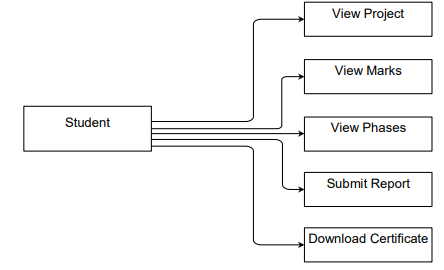 View Project
View Marks
Student
View Phases
Submit Report
Download Certificate